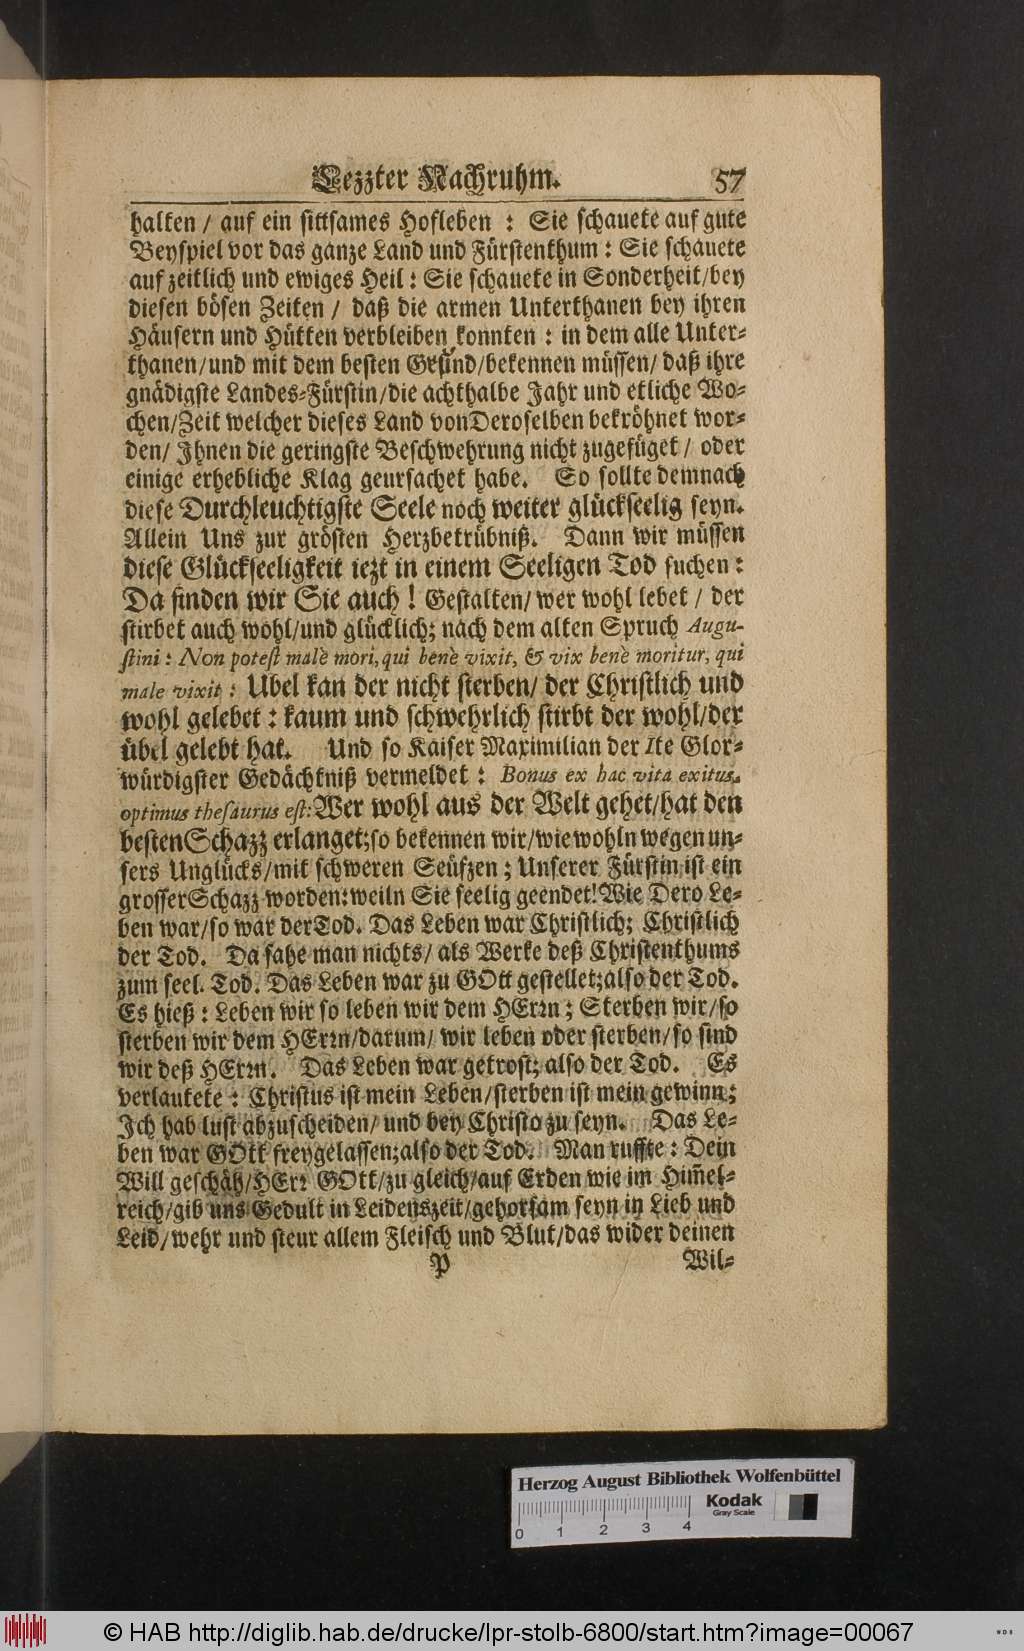 Lezzter Nachruhm. 57
halten / auf ein sittsames Hofleben : Sie schauete auf gute
Beyspiel vor das ganze Land und Fürstenthum : Sie schauete
auf zeitlich und ewiges Heil : Sie schauete in Sonderheit/bey
diesen bösen Zeiten / daß die armen Unterthanen bey ihren
Häusern und Hütten verbleiben konnten : in dem alle Unter-
thanen/und mit dem besten Grund/bekennen müssen/ daß ihre
gnädigste Landes-Fürstin/die achthalbe Jahr und etliche Wo-
chen/Zeit welcher dieses Land von Deroselben bekröhnet wor-
den/ Ihnen die geringste Beschwehrung nicht zugefüget / oder
einige erhebliche Klag geursachet habe. So sollte demnach
diese Durchleuchtigste Seele noch weiter glückseelig seyn.
Allein Uns zur grösten Herzbetrübniß. Dann wir müssen
diese Glückseeligkeit iezt in einem Seeligen Tod suchen :
Da finden wir Sie auch ! Gestalten/ wer wohl lebet / der
stirbet auch wohl/und glücklich; nach dem alten Spruch Augu-
stini : Non potest malè mori, qui benè vixit, & vix benè moritur, qui
male vixit : Ubel kan der nicht sterben/ der Christlich und
wohl gelebet : kaum und schwehrlich stirbt der wohl/der
übel gelebt hat. Und so Kaiser Maximilian der Ite Glor-
würdigster Gedächtniß vermeldet : Bonus ex hac vita exitus,
optimus thesaurus est: Wer wohl aus der Welt gehet/hat den
besten Schazz erlanget;so bekennen wir/wiewohln wegen un-
sers Unglücks/mit schweren Seüfzen ; Unserer Fürstin ist ein
grosser Schazz worden:weiln Sie seelig geendet! Wie Dero Le-
ben war/so war der Tod. Das Leben war Christlich; Christlich
der Tod. Da sahe man nichts/ als Werke deß Christenthums
zum seel. Tod. Das Leben war zu GOtt gestellet;also der Tod.
Es hieß : Leben wir so leben wir dem HErrn ; Sterben wir/so
sterben wir dem HErrn/darum/ wir leben oder sterben/so sind
wir deß HErrn. Das Leben war getrost; also der Tod. Es
verlautete : Christus ist mein Leben/sterben ist mein gewinn;
Ich hab lust abzuscheiden/ und bey Christo zu seyn. Das Le-
ben war GOtt freygelassen;also der Tod. Man ruffte : Dein
Will geschäh/HErr GOtt/zu gleich/auf Erden wie im Him̃el-
reich/gib uns Gedult in Leidenszeit/gehorsam seyn in Lieb und
Leid/wehr und steur allem Fleisch und Blut/das wider deinen
P Wil-
Herzog August Bibliothek Wolfenbüttel
Kodak
Gray Scale
0 1 2 3 4
© HAB http://diglib.hab.de/drucke/lpr-stolb-6800/start.htm?image=00067